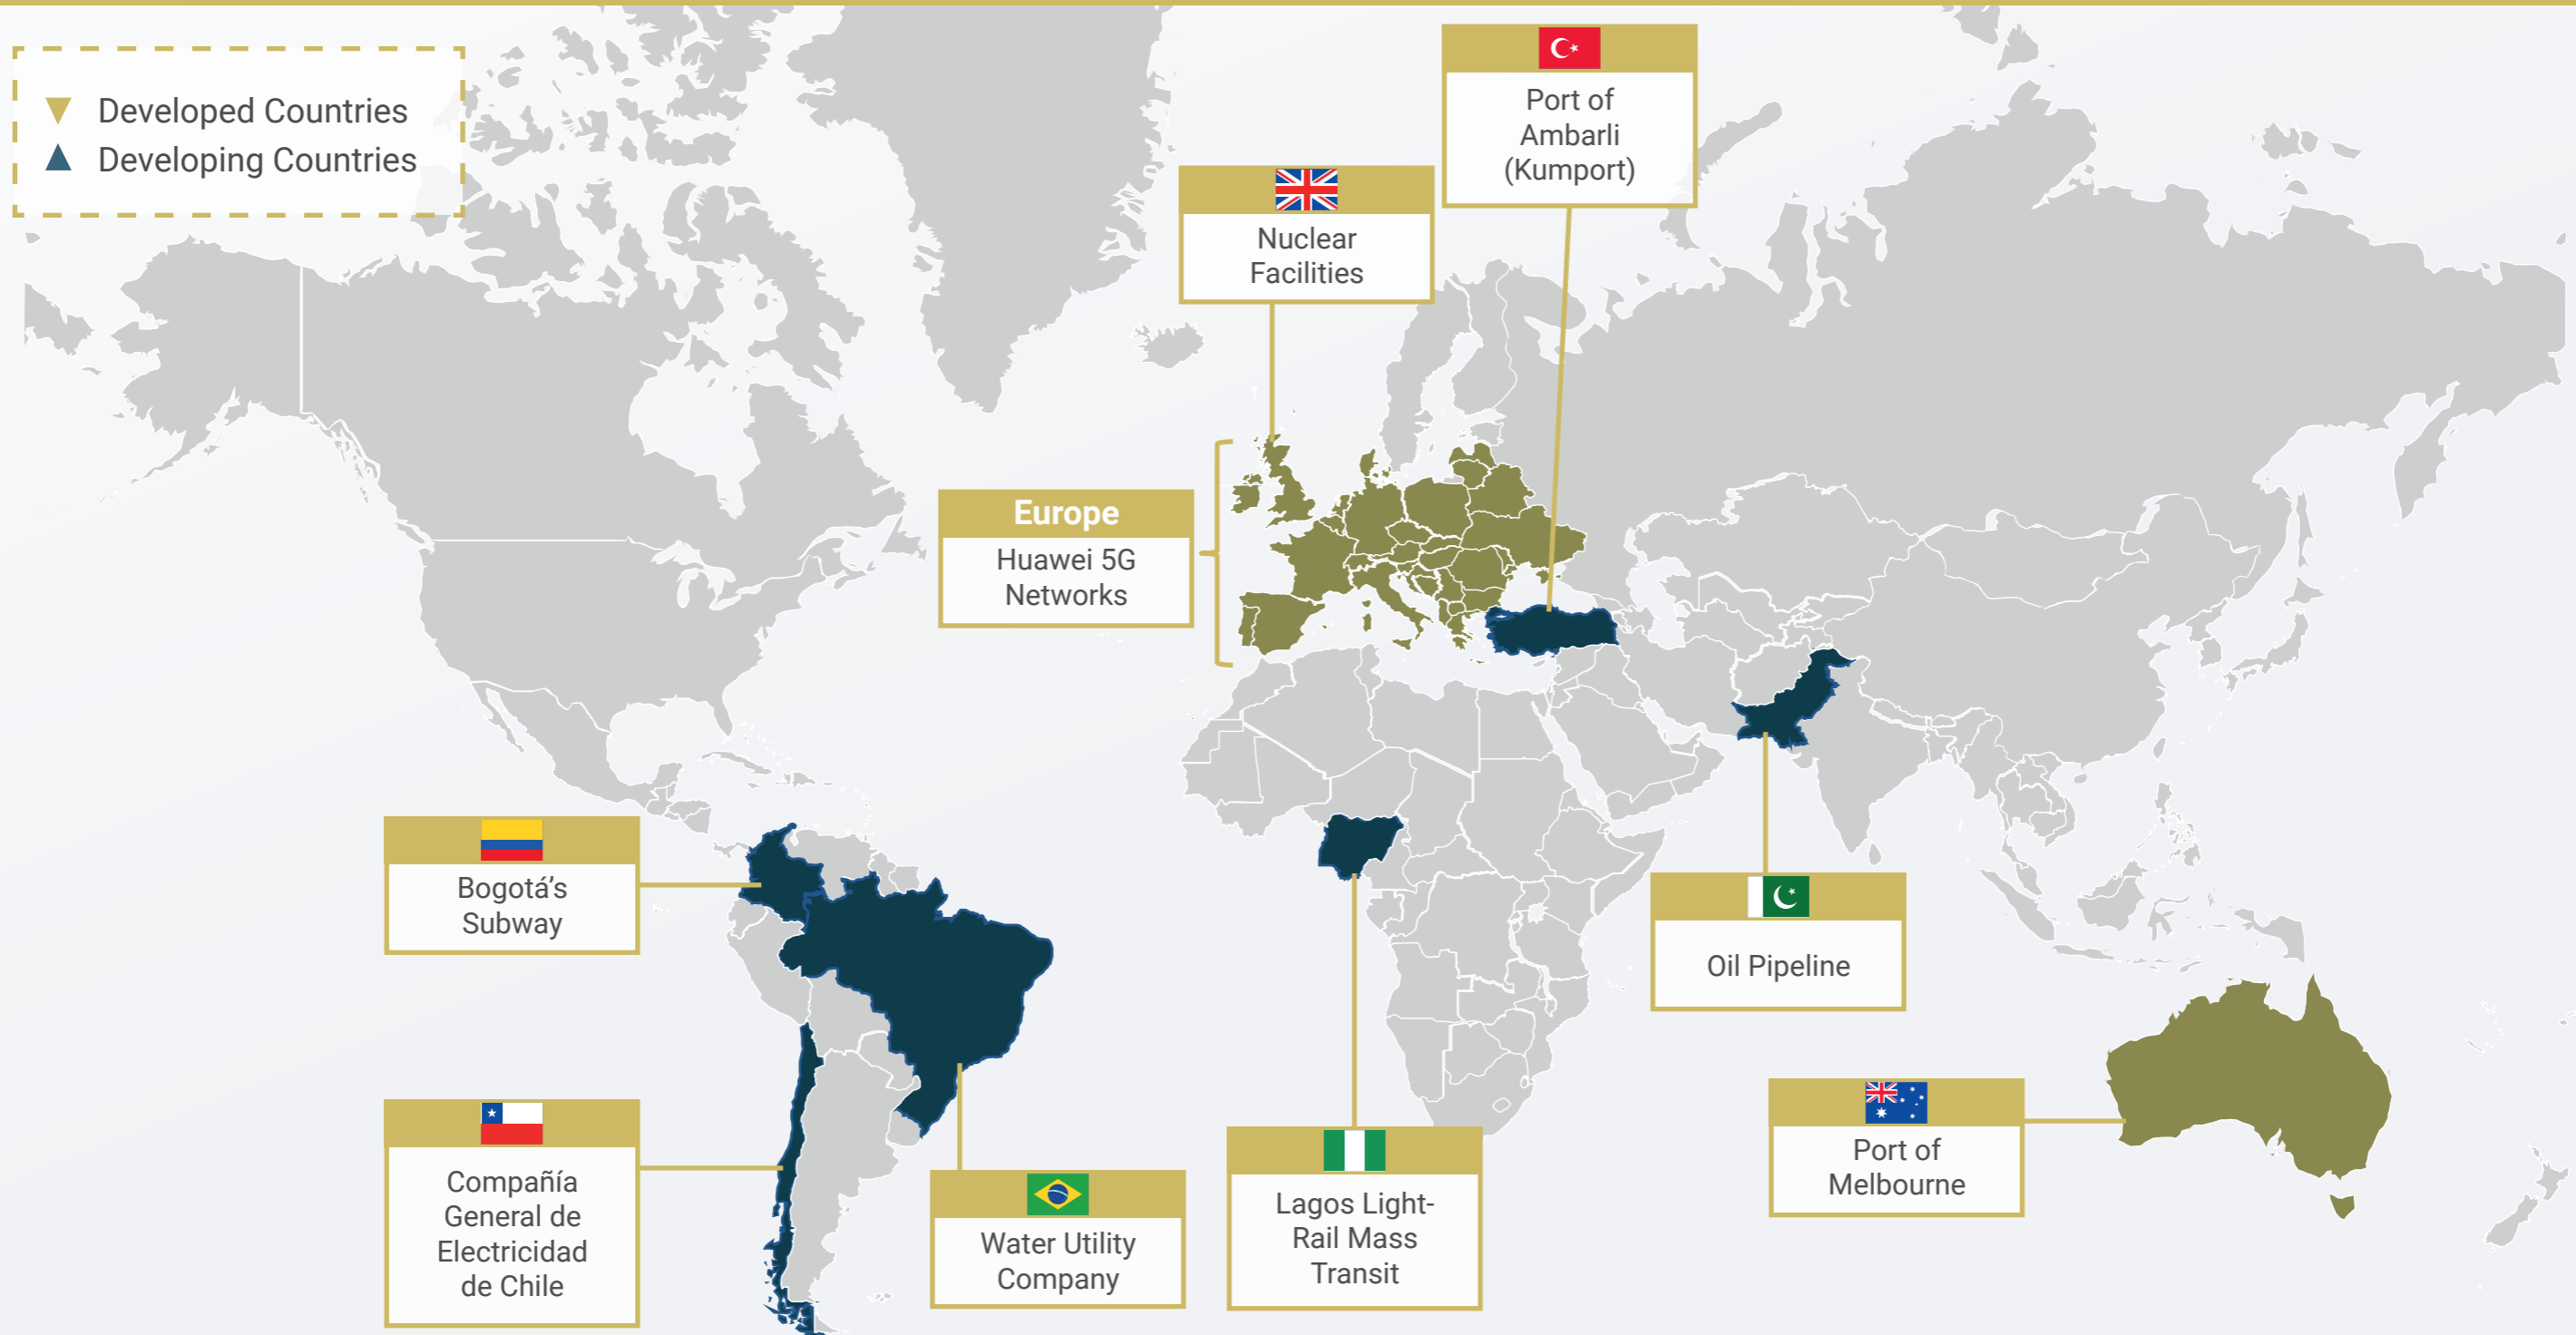 Developed Countries
Developing Countries
Port of
Ambarli
(Kumport)
Nuclear
Facilities
Europe
Huawei 5G
Networks
Bogotá’s
Subway
Oil Pipeline
Compañía
General de
Electricidad
de Chile
Water Utility
Company
Lagos Light-
Rail Mass
Transit
Port of
Melbourne